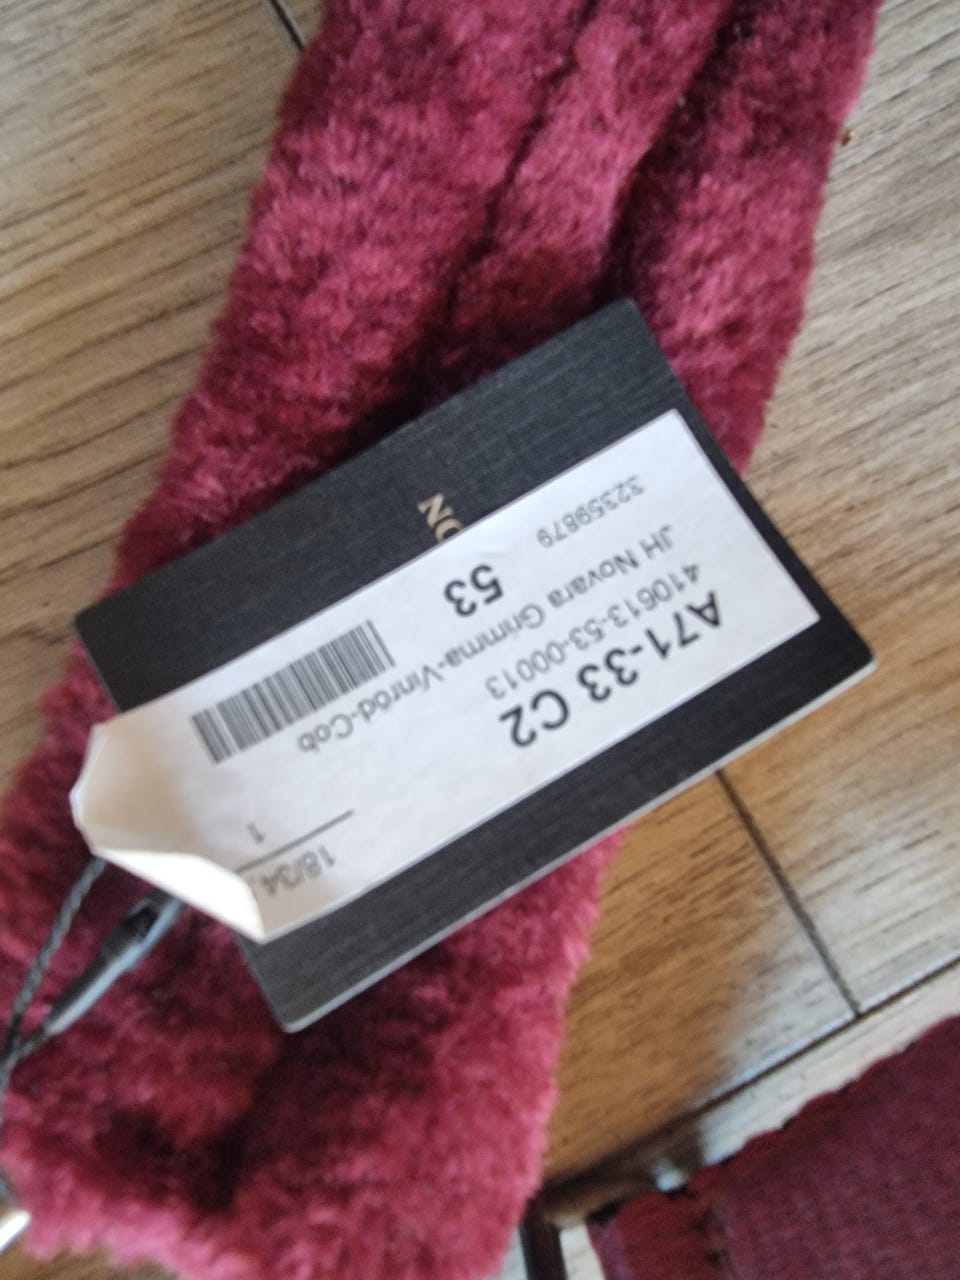 A71-33 C2
410613-53-00013
JH Novara Grimma-Vinröd-Cob
32359879
53
18/34
1